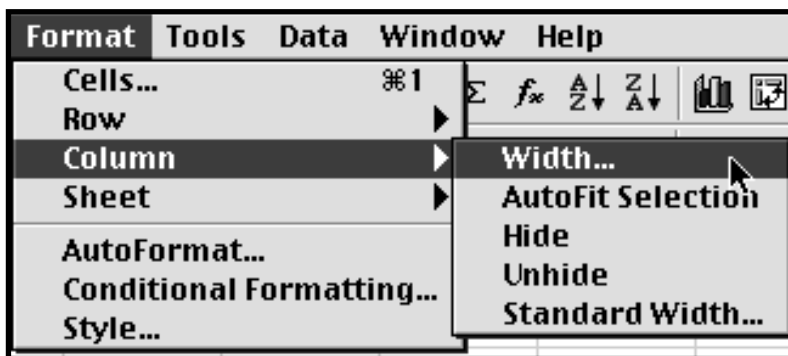 Format Tools Data Window Help
Cells... ⌘1
Row
Column
Sheet
AutoFormat...
Conditional Formatting...
Style...
Σ fx A Z Z A
Width...
AutoFit Selection
Hide
Unhide
Standard Width...